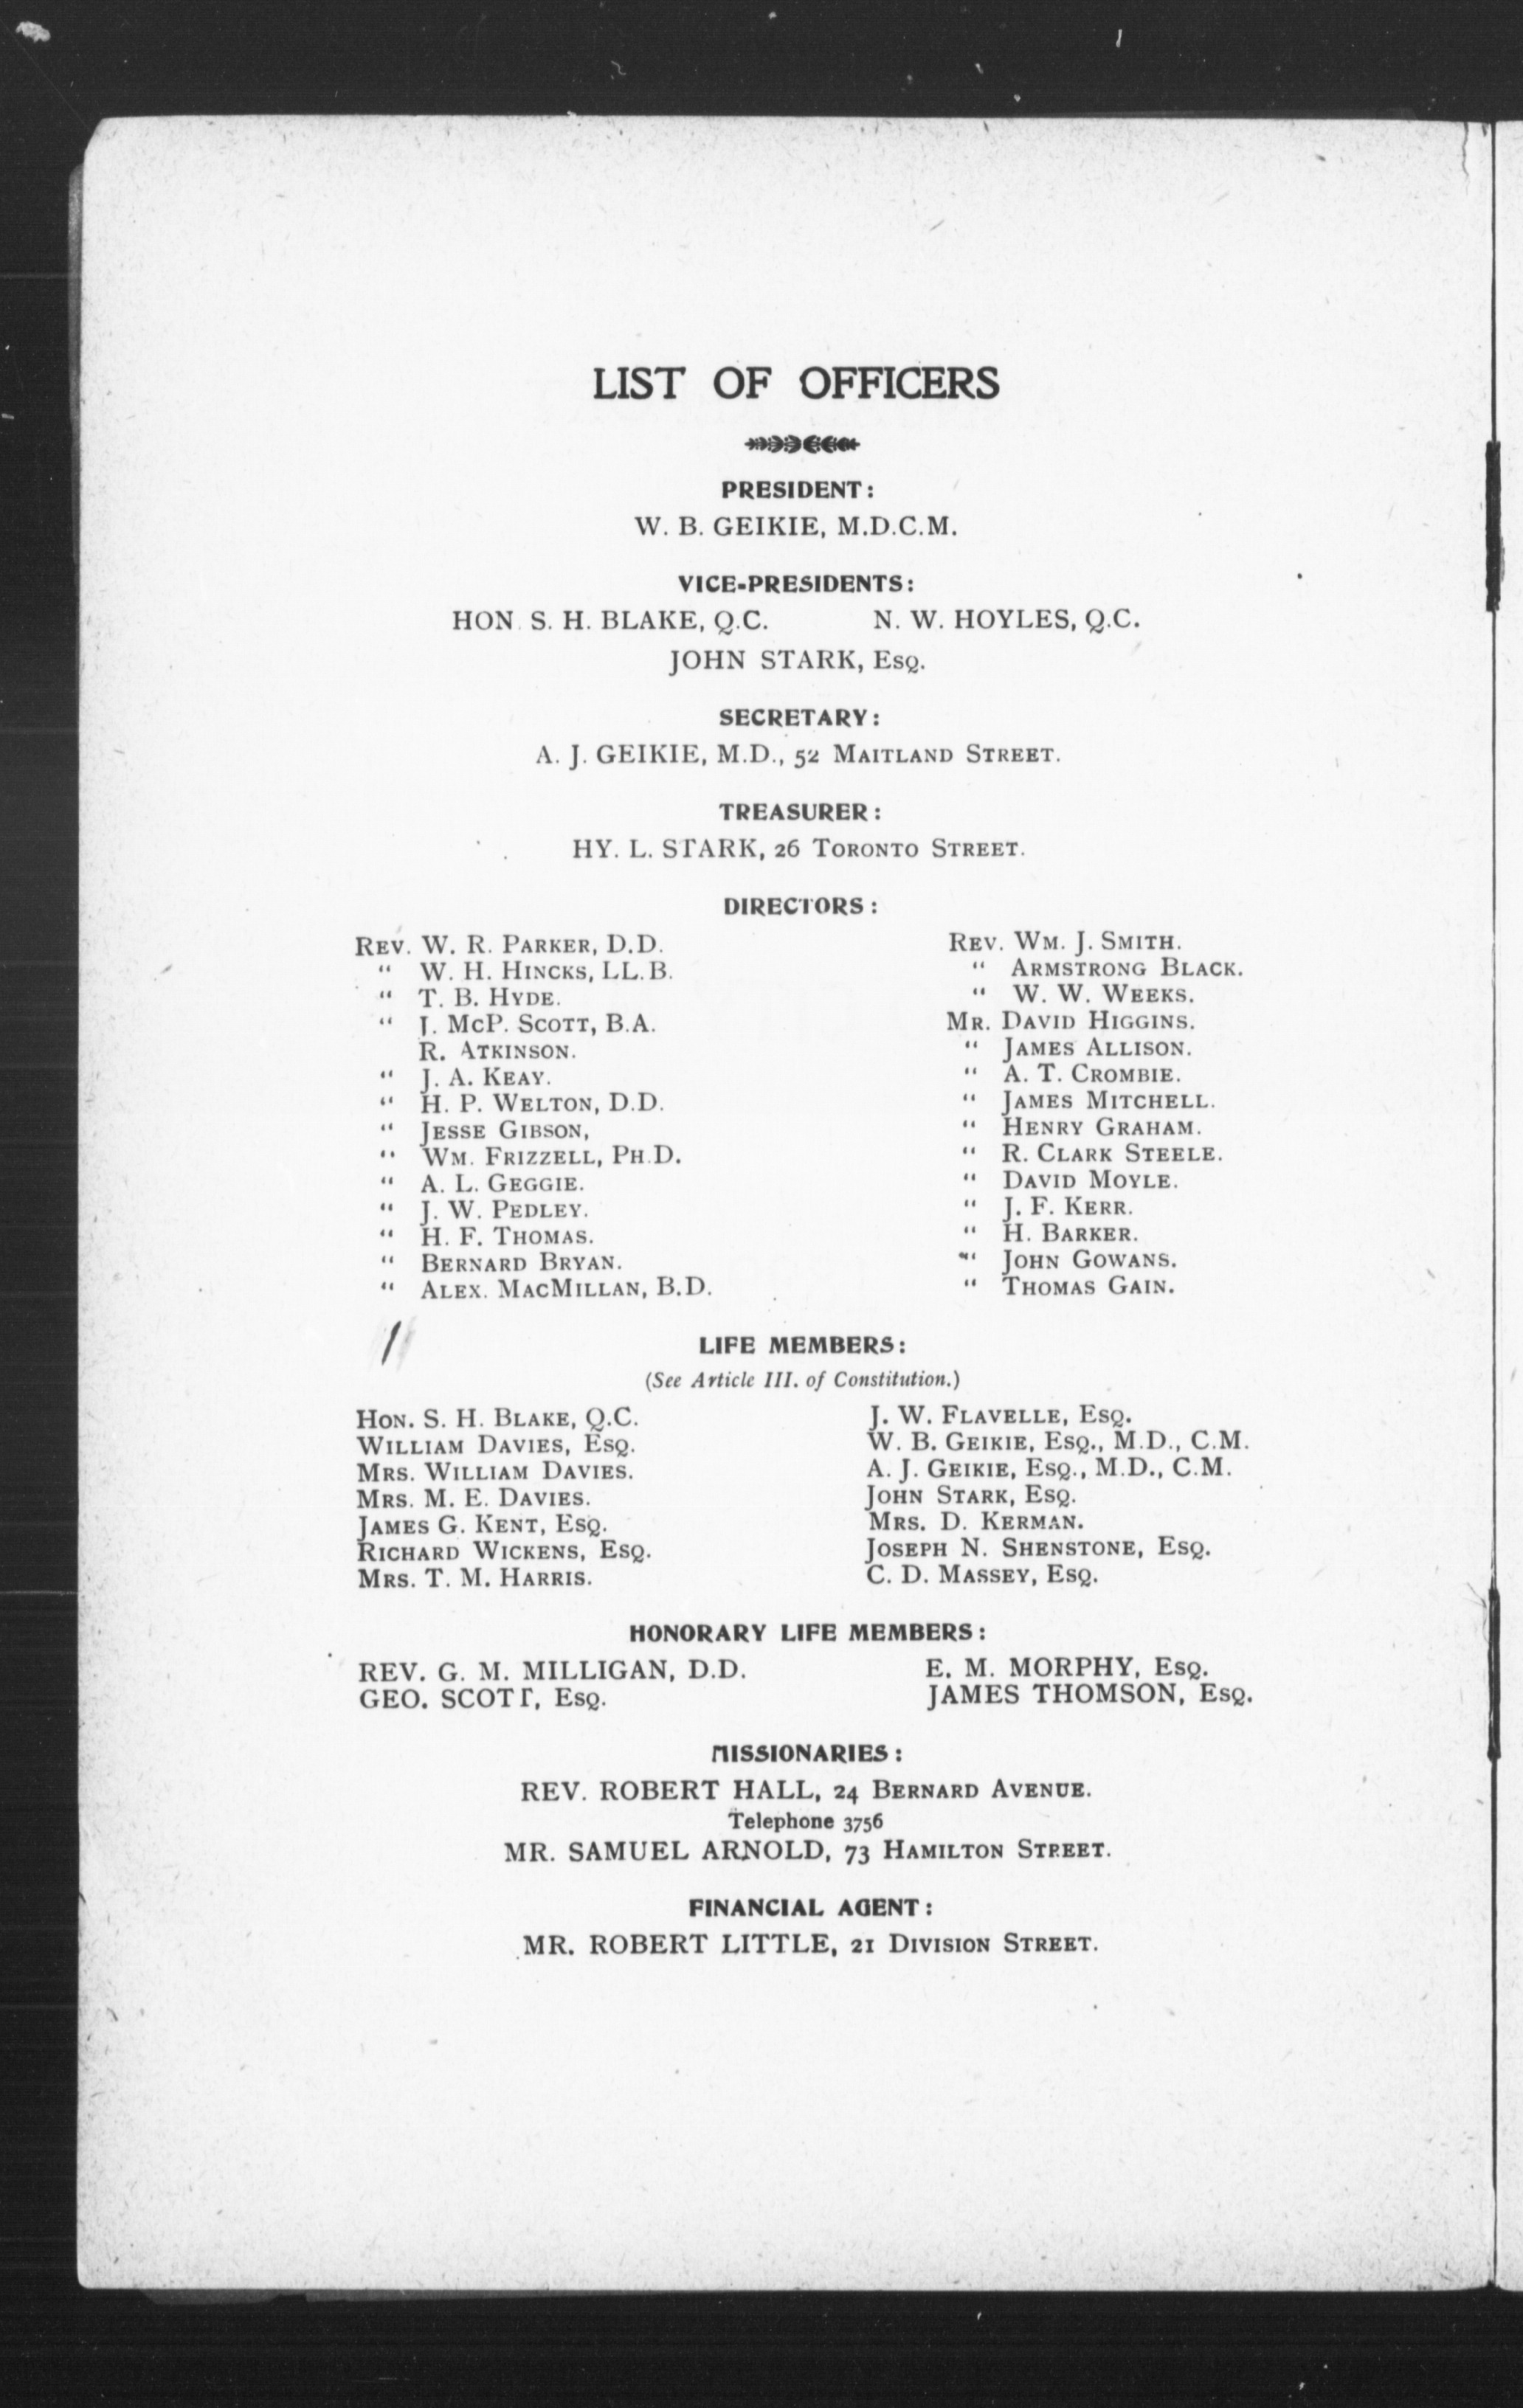 LIST OF OFFICERS
PRESIDENT:
W. B. GEIKIE, M.D.C.M.
VICE-PRESIDENTS:
HON. S. H. BLAKE, Q.C. N. W. HOYLES, Q.C.
JOHN STARK, Esq.
SECRETARY:
A. J. GEIKIE, M.D., 52 Maitland Street.
TREASURER:
HY. L. STARK, 26 Toronto Street.
DIRECTORS:
Rev. W. R. Parker, D.D.
" W. H. Hincks, LL.B.
" T. B. Hyde.
" J. McP. Scott, B.A.
R. Atkinson.
" J. A. Keay.
" H. P. Welton, D.D.
" Jesse Gibson,
" Wm. Frizzell, Ph.D.
" A. L. Geggie.
" J. W. Pedley.
" H. F. Thomas.
" Bernard Bryan.
" Alex. MacMillan, B.D.
Rev. Wm. J. Smith.
" Armstrong Black.
" W. W. Weeks.
Mr. David Higgins.
" James Allison.
" A. T. Crombie.
" James Mitchell.
" Henry Graham.
" R. Clark Steele.
" David Moyle.
" J. F. Kerr.
" H. Barker.
" John Gowans.
" Thomas Gain.
LIFE MEMBERS:
(See Article III. of Constitution.)
Hon. S. H. Blake, Q.C.
William Davies, Esq.
Mrs. William Davies.
Mrs. M. E. Davies.
James G. Kent, Esq.
Richard Wickens, Esq.
Mrs. T. M. Harris.
J. W. Flavelle, Esq.
W. B. Geikie, Esq., M.D., C.M.
A. J. Geikie, Esq., M.D., C.M.
John Stark, Esq.
Mrs. D. Kerman.
Joseph N. Shenstone, Esq.
C. D. Massey, Esq.
HONORARY LIFE MEMBERS:
REV. G. M. MILLIGAN, D.D.
GEO. SCOTT, Esq.
E. M. MORPHY, Esq.
JAMES THOMSON, Esq.
MISSIONARIES:
REV. ROBERT HALL, 24 Bernard Avenue.
Telephone 3756
MR. SAMUEL ARNOLD, 73 Hamilton Street.
FINANCIAL AGENT:
MR. ROBERT LITTLE, 21 Division Street.